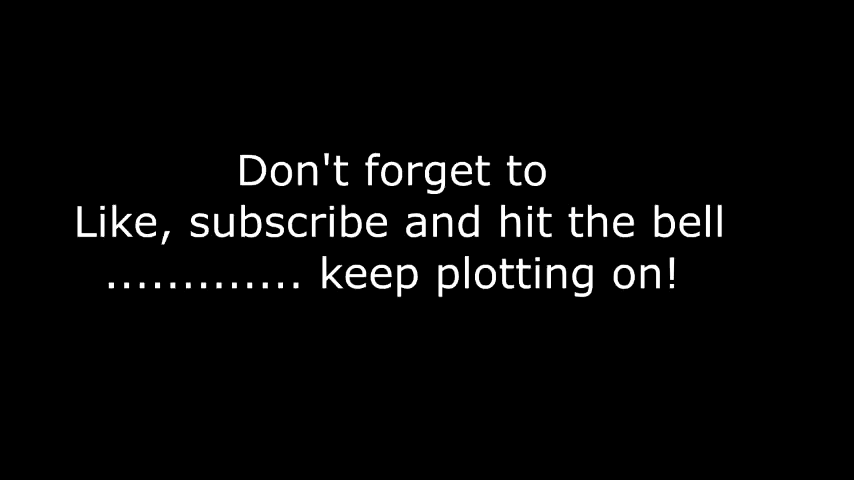 Don't forget to
Like, subscribe and hit the bell
............. keep plotting on!